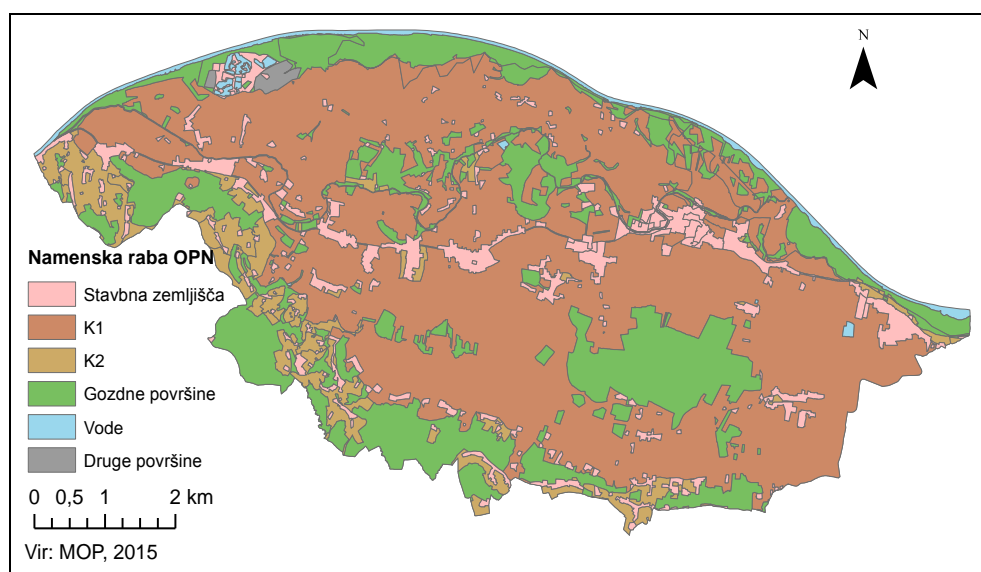 N
Namenska raba OPN
Stavbna zemljišča
K1
K2
Gozdne površine
Vode
Druge površine
0 0,5 1 2 km
Vir: MOP, 2015